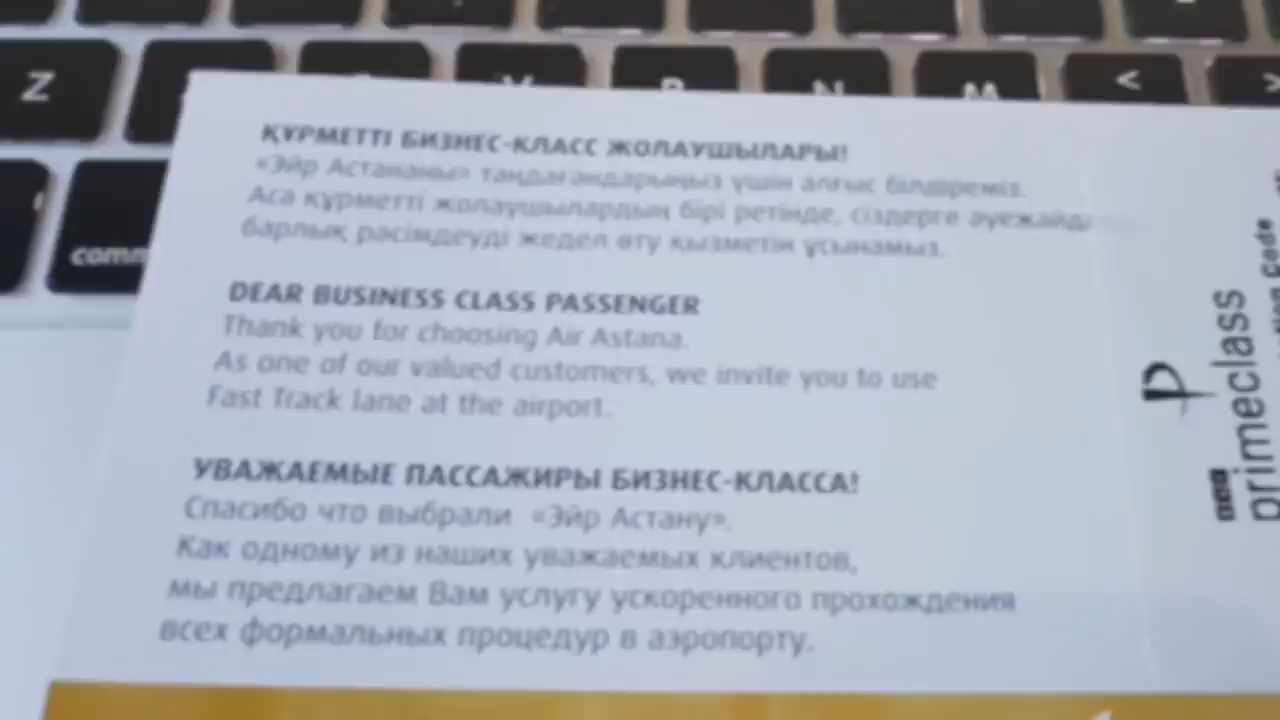 Z
V
B
N
M
<
>
comm
ҚҰРМЕТТІ БИЗНЕС-КЛАСС ЖОЛАУШЫЛАРЫ!
«Эйр Астананы» таңдағандарыңыз үшін алғыс білдіреміз.
Аса құрметті жолаушылардың бірі ретінде, сіздерге әуежайда
барлық рәсімдеуді жедел өту қызметін ұсынамыз.
DEAR BUSINESS CLASS PASSENGER
Thank you for choosing Air Astana.
As one of our valued customers, we invite you to use
Fast Track lane at the airport.
УВАЖАЕМЫЕ ПАССАЖИРЫ БИЗНЕС-КЛАССА!
Спасибо что выбрали «Эйр Астану».
Как одному из наших уважаемых клиентов,
мы предлагаем Вам услугу ускоренного прохождения
всех формальных процедур в аэропорту.
primeclass